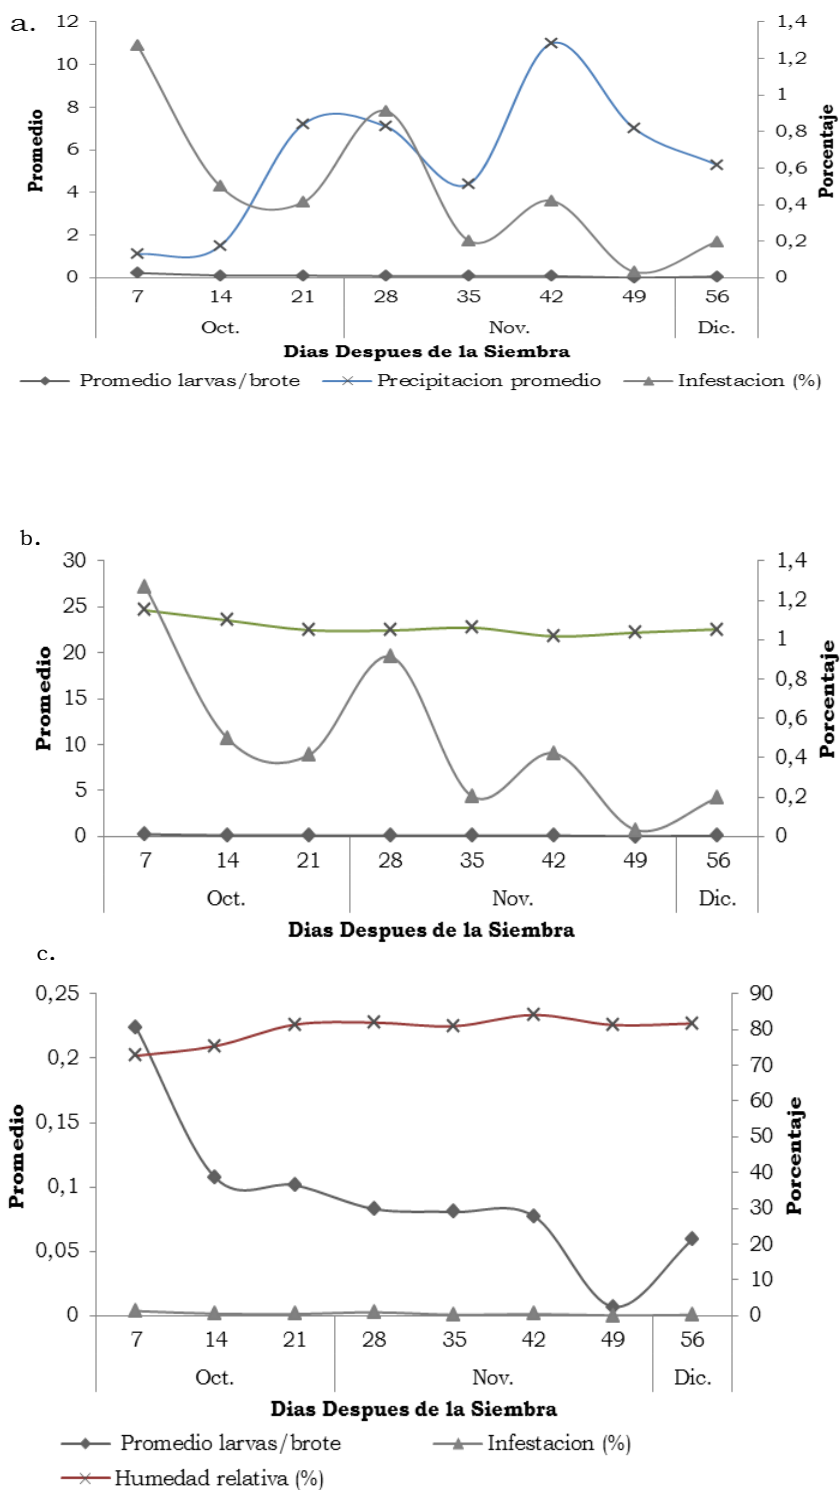 a.
12
10
8
6
4
2
0
Promedio
1,4
1,2
1
0,8
0,6
0,4
0,2
0
Porcentaje
7 14 21 28 35 42 49 56
Oct. Nov. Dic.
Dias Despues de la Siembra
Promedio larvas/brote Precipitacion promedio Infestacion (%)
b.
30
25
20
15
10
5
0
Promedio
1,4
1,2
1
0,8
0,6
0,4
0,2
0
Porcentaje
7 14 21 28 35 42 49 56
Oct. Nov. Dic.
Dias Despues de la Siembra
c.
0,25
0,2
0,15
0,1
0,05
0
Promedio
90
80
70
60
50
40
30
20
10
0
Porcentaje
7 14 21 28 35 42 49 56
Oct. Nov. Dic.
Dias Despues de la Siembra
Promedio larvas/brote Infestacion (%)
Humedad relativa (%)